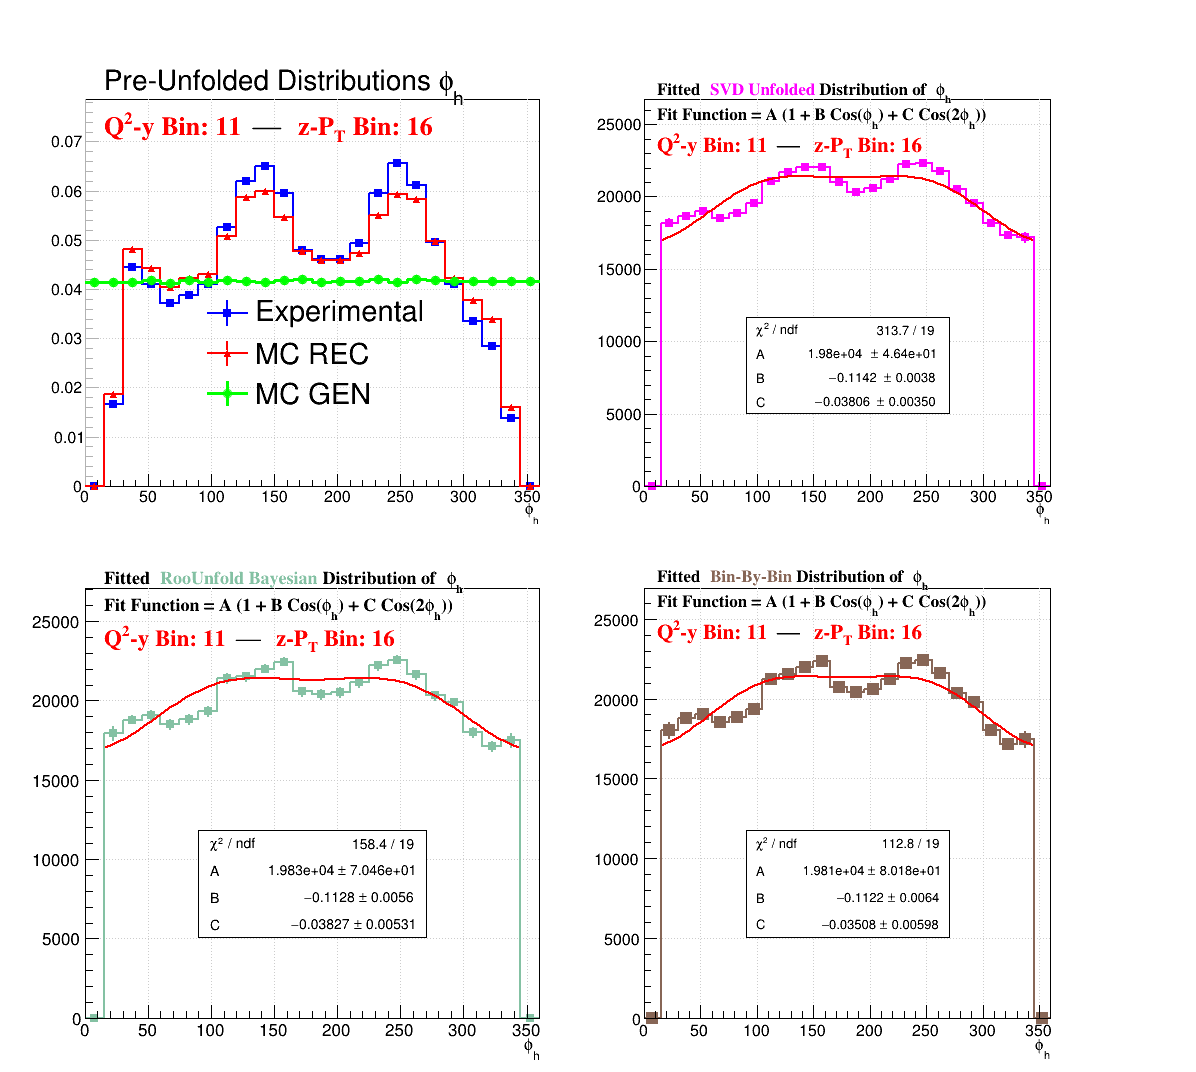 Pre-Unfolded Distributions ϕh
Q²-y Bin: 11 — z-PT Bin: 16
0.07
0.06
0.05
0.04
0.03
0.02
0.01
0
Experimental
MC REC
MC GEN
0 50 100 150 200 250 300 350
ϕh
Fitted SVD Unfolded Distribution of ϕh
Fit Function = A (1 + B Cos(ϕh) + C Cos(2ϕh))
Q²-y Bin: 11 — z-PT Bin: 16
25000
20000
15000
10000
5000
0
χ² / ndf 313.7 / 19
A 1.98e+04 ± 4.64e+01
B −0.1142 ± 0.0038
C −0.03806 ± 0.00350
0 50 100 150 200 250 300 350
ϕh
Fitted RooUnfold Bayesian Distribution of ϕh
Fit Function = A (1 + B Cos(ϕh) + C Cos(2ϕh))
Q²-y Bin: 11 — z-PT Bin: 16
25000
20000
15000
10000
5000
0
χ² / ndf 158.4 / 19
A 1.983e+04 ± 7.046e+01
B −0.1128 ± 0.0056
C −0.03827 ± 0.00531
0 50 100 150 200 250 300 350
ϕh
Fitted Bin-By-Bin Distribution of ϕh
Fit Function = A (1 + B Cos(ϕh) + C Cos(2ϕh))
Q²-y Bin: 11 — z-PT Bin: 16
25000
20000
15000
10000
5000
0
χ² / ndf 112.8 / 19
A 1.981e+04 ± 8.018e+01
B −0.1122 ± 0.0064
C −0.03508 ± 0.00598
0 50 100 150 200 250 300 350
ϕh